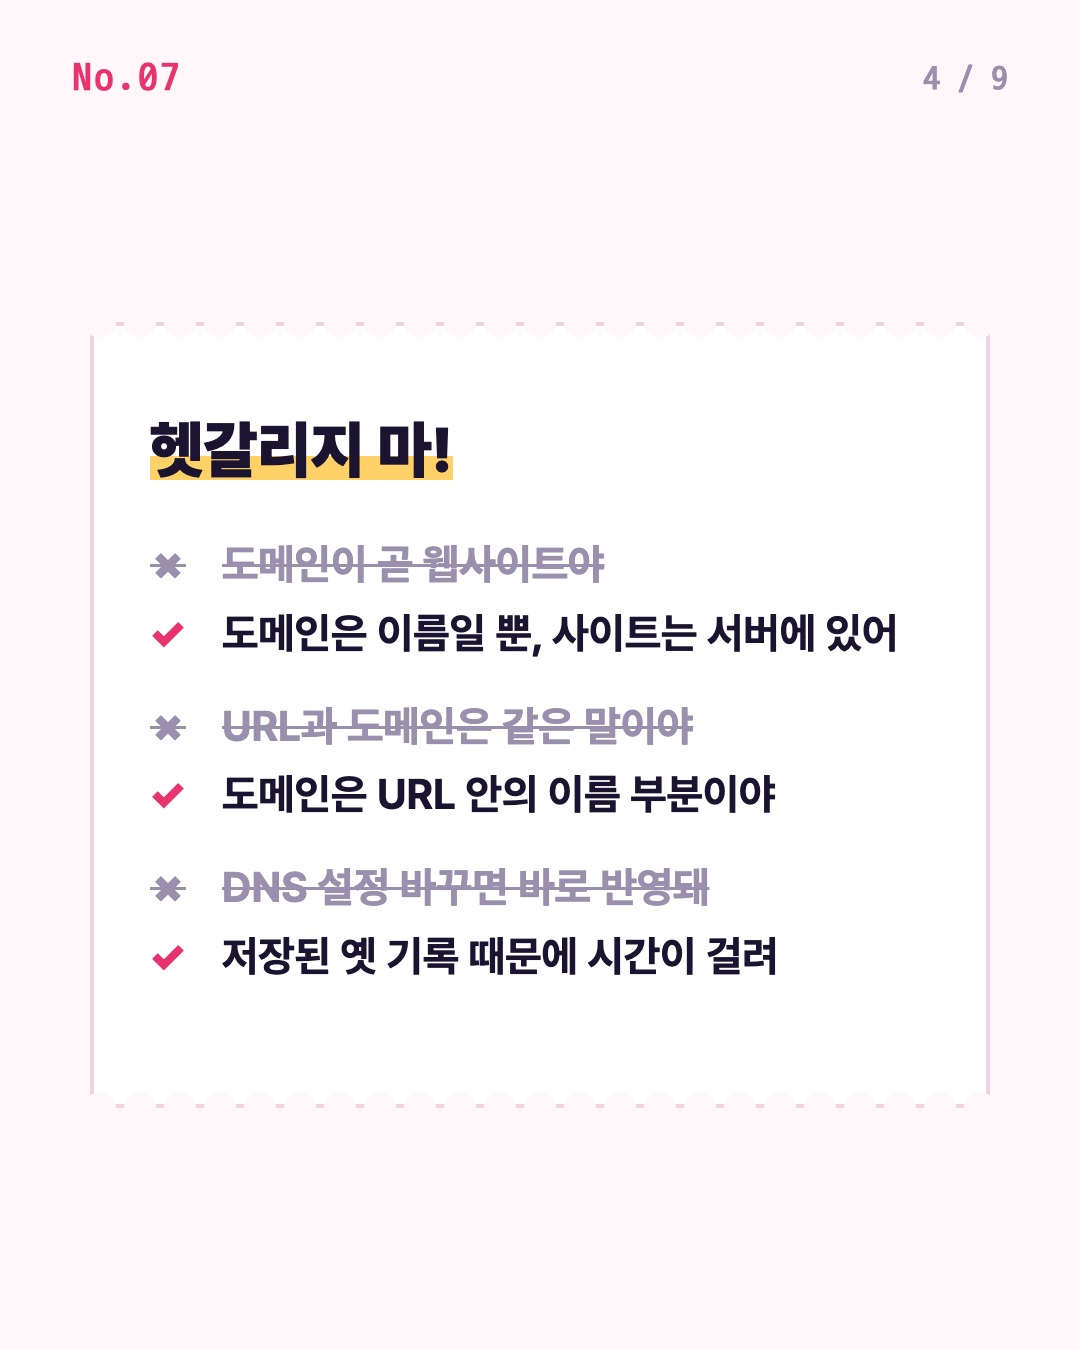 No.07
4 / 9
헷갈리지 마!
✖ 도메인이 곧 웹사이트야
✔ 도메인은 이름일 뿐, 사이트는 서버에 있어
✖ URL과 도메인은 같은 말이야
✔ 도메인은 URL 안의 이름 부분이야
✖ DNS 설정 바꾸면 바로 반영돼
✔ 저장된 옛 기록 때문에 시간이 걸려